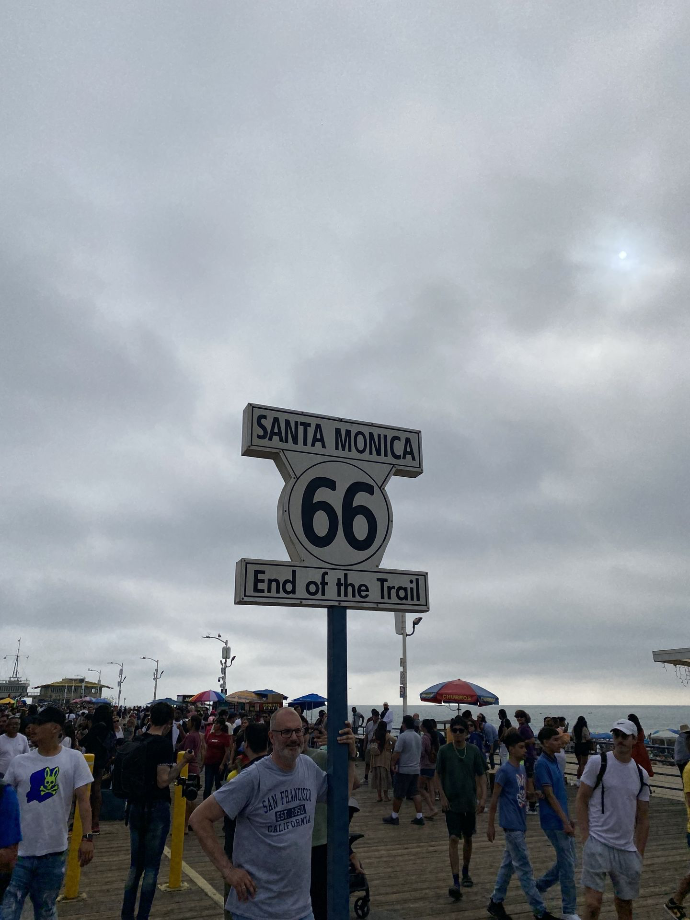 SANTA MONICA
66
End of the Trail
SAN FRANCISCO
EST. 1850
CALIFORNIA